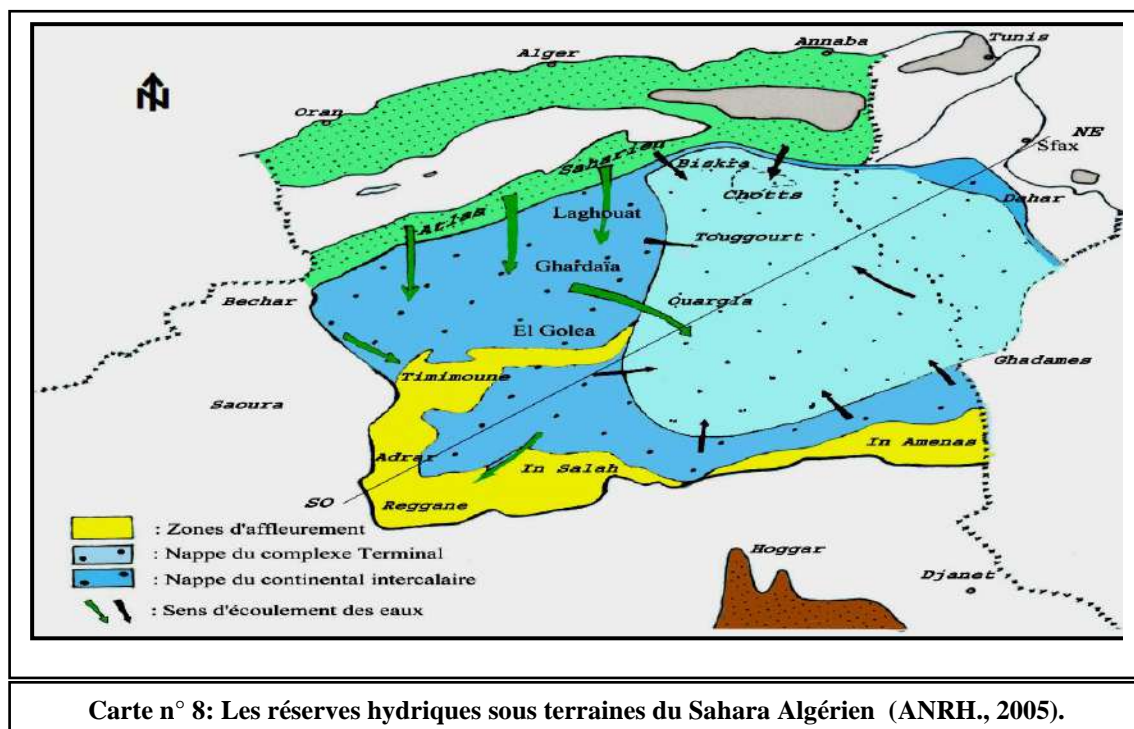 N
Alger
Annaba
Tunis
Oran
NE
Sfax
Atlas Saharien
Biskra
Chotts
Dahar
Laghouat
Touggourt
Ghardaïa
Bechar
Ouargla
El Golea
Ghadames
Timimoune
Saoura
In Amenas
Adrar
In Salah
SO
Reggane
: Zones d'affleurement
: Nappe du complexe Terminal
: Nappe du continental intercalaire
: Sens d'écoulement des eaux
Hoggar
Djanet
Carte n° 8: Les réserves hydriques sous terraines du Sahara Algérien (ANRH., 2005).